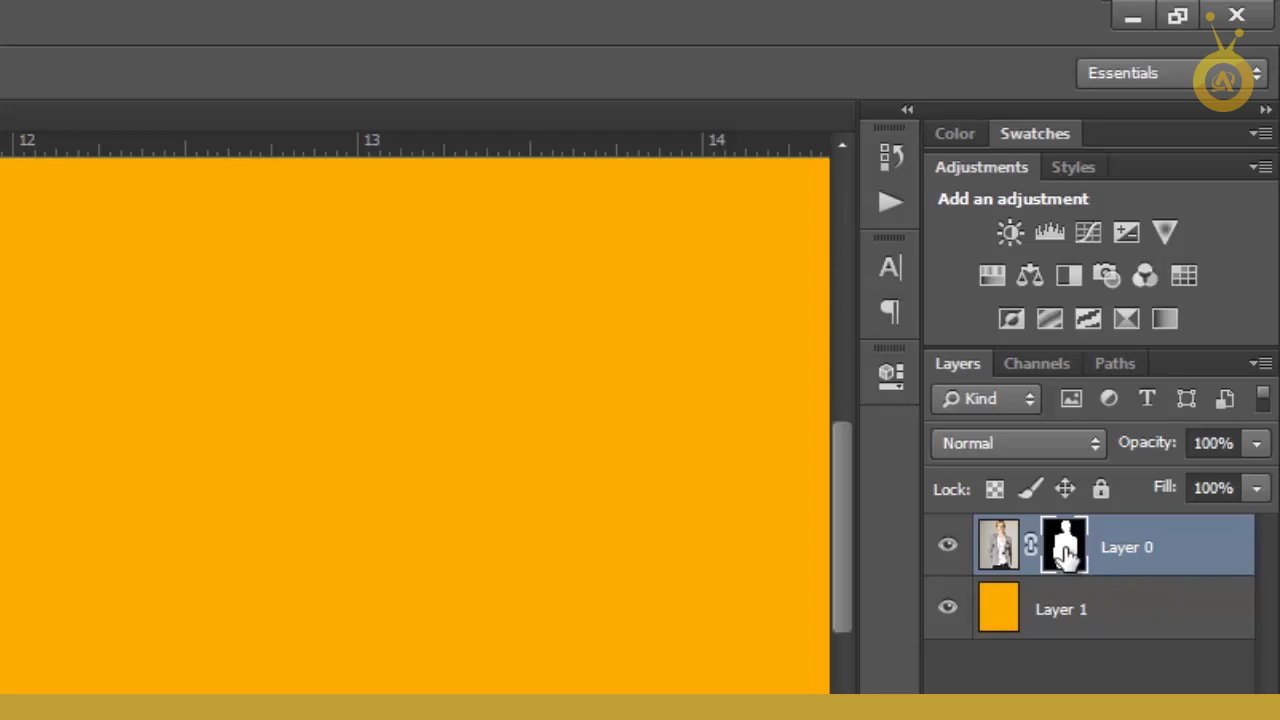 Essentials
12
13
14
Color
Swatches
Adjustments
Styles
Add an adjustment
Layers
Channels
Paths
Kind
Normal
Opacity: 100%
Lock:
Fill: 100%
Layer 0
Layer 1